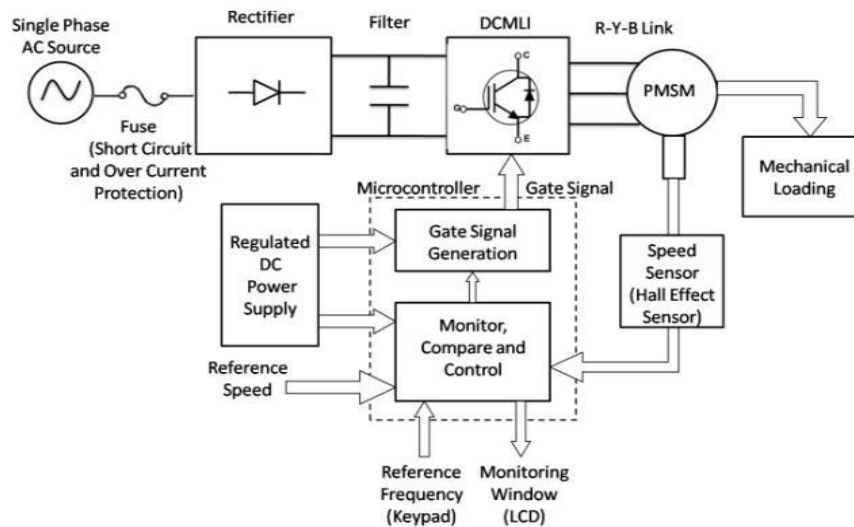 Single Phase
AC Source
Rectifier
Filter
DCMLI
R-Y-B Link
C
G
E
PMSM
Fuse
(Short Circuit
and Over Current
Protection)
Mechanical
Loading
Microcontroller
Gate Signal
Regulated
DC
Power
Supply
Gate Signal
Generation
Speed
Sensor
(Hall Effect
Sensor)
Monitor,
Compare and
Control
Reference
Speed
Reference
Frequency
(Keypad)
Monitoring
Window
(LCD)